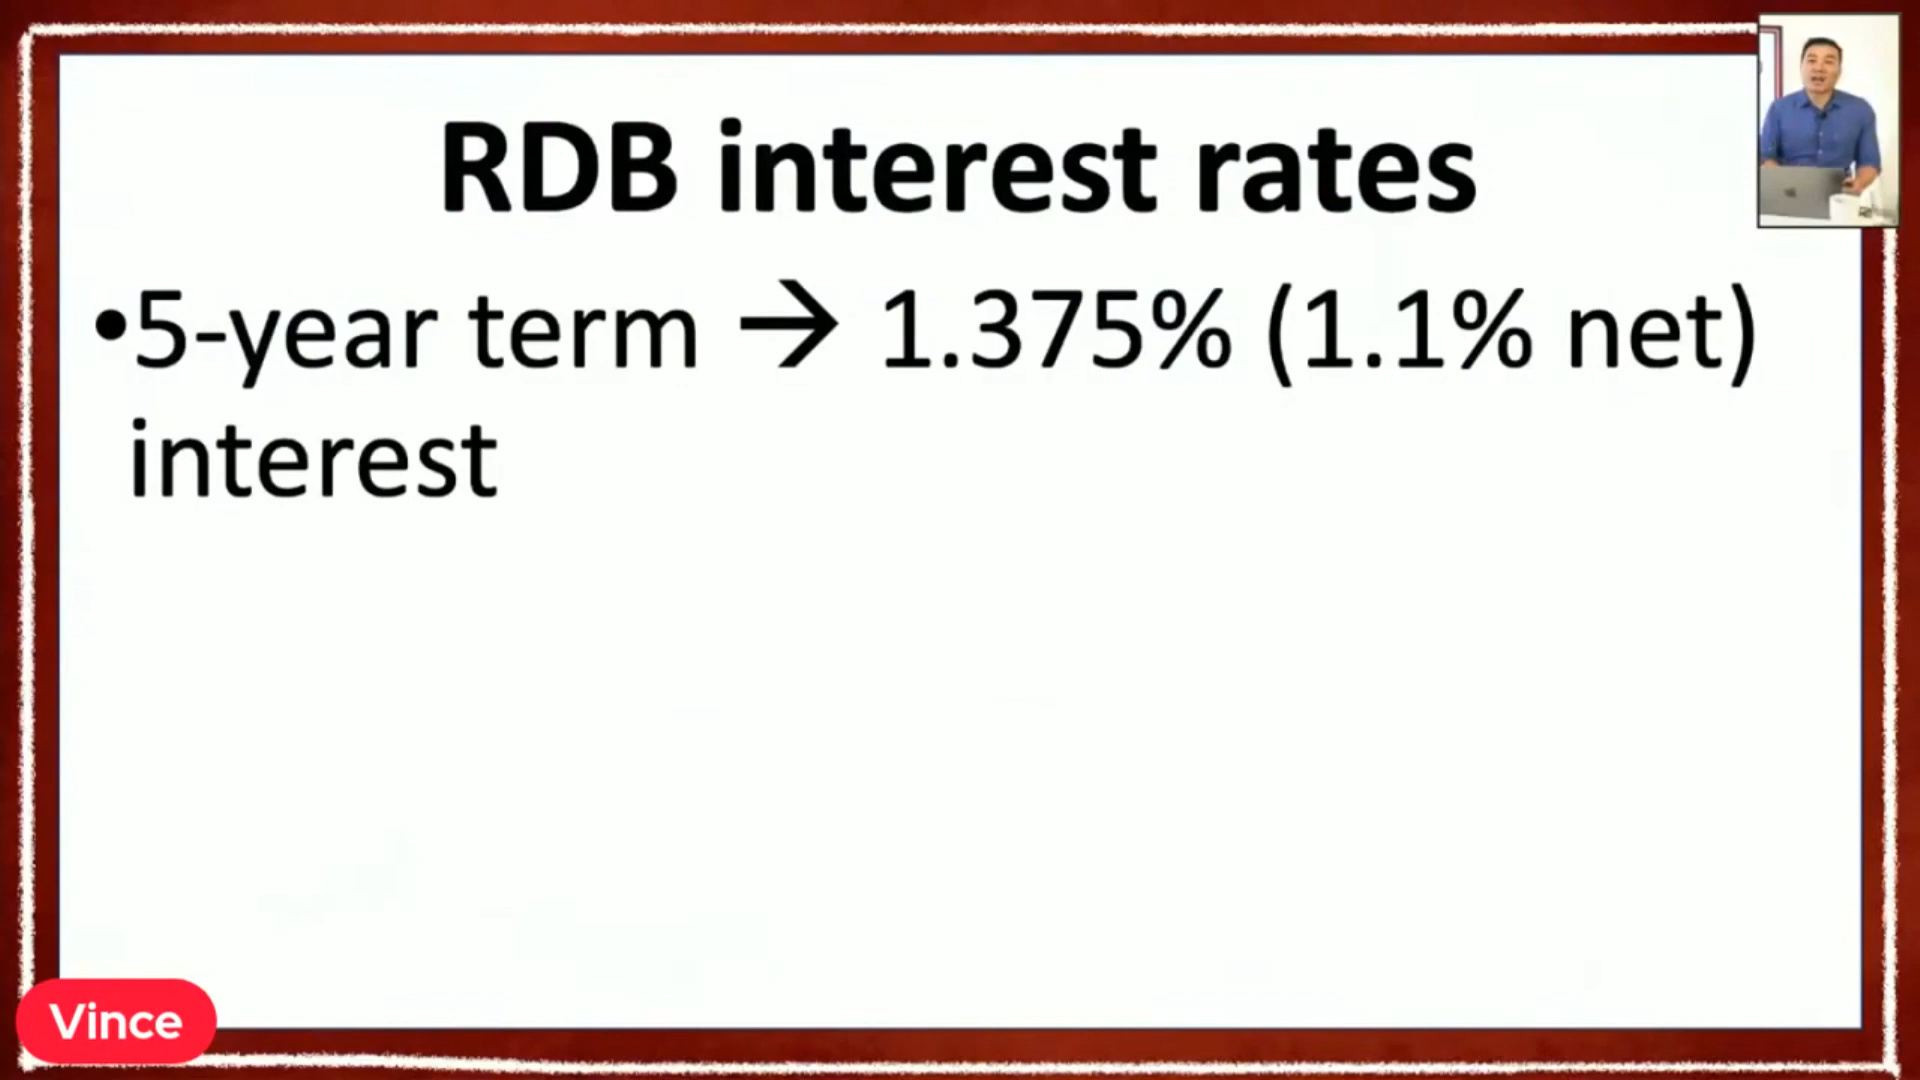 RDB interest rates
•5-year term → 1.375% (1.1% net)
interest
Vince